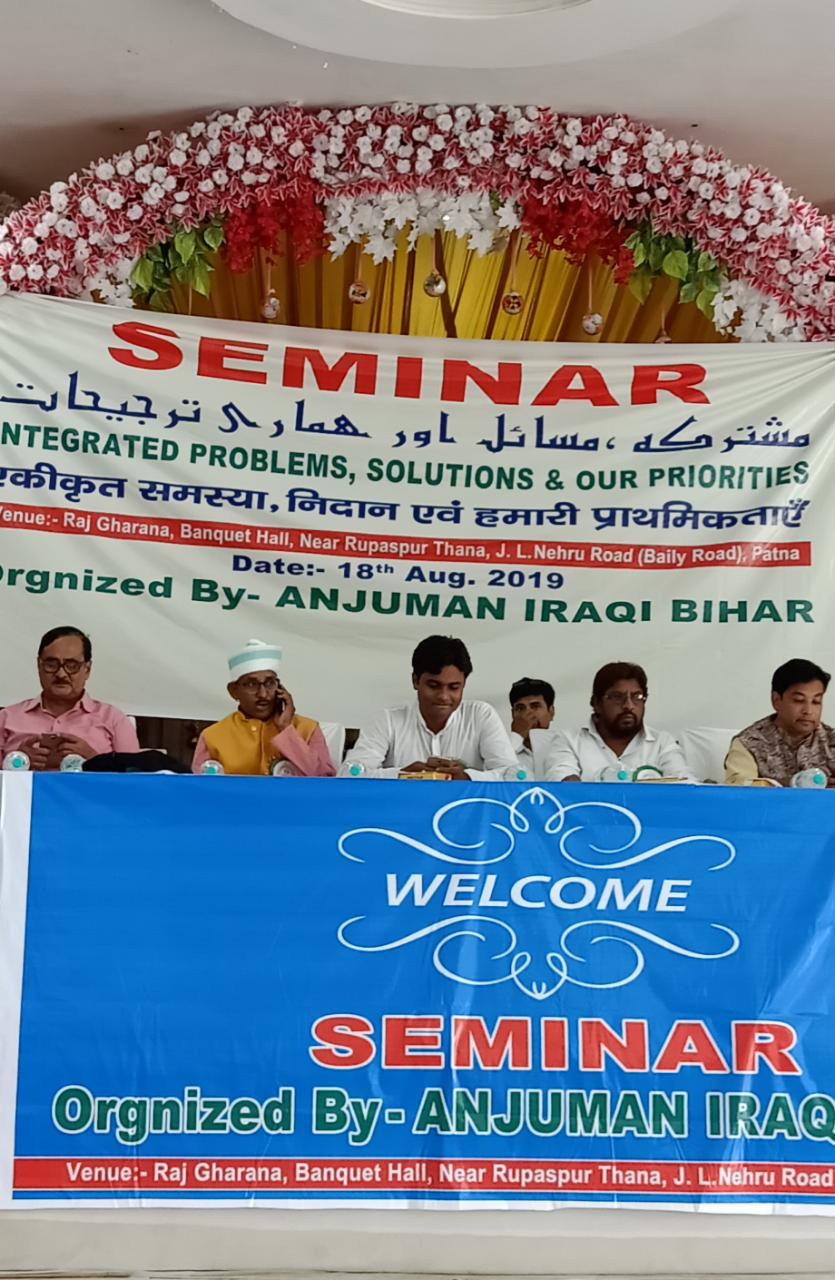 SEMINAR
مشترکہ ،مسائل اور ھماری ترجیحات
NTEGRATED PROBLEMS, SOLUTIONS & OUR PRIORITIES
एकीकृत समस्या, निदान एवं हमारी प्राथमिकताएँ
Venue:- Raj Gharana, Banquet Hall, Near Rupaspur Thana, J. L.Nehru Road (Baily Road), Patna
Date:- 18th Aug. 2019
Orgnized By- ANJUMAN IRAQI BIHAR
WELCOME
SEMINAR
Orgnized By- ANJUMAN IRAQ
Venue:- Raj Gharana, Banquet Hall, Near Rupaspur Thana, J. L.Nehru Road